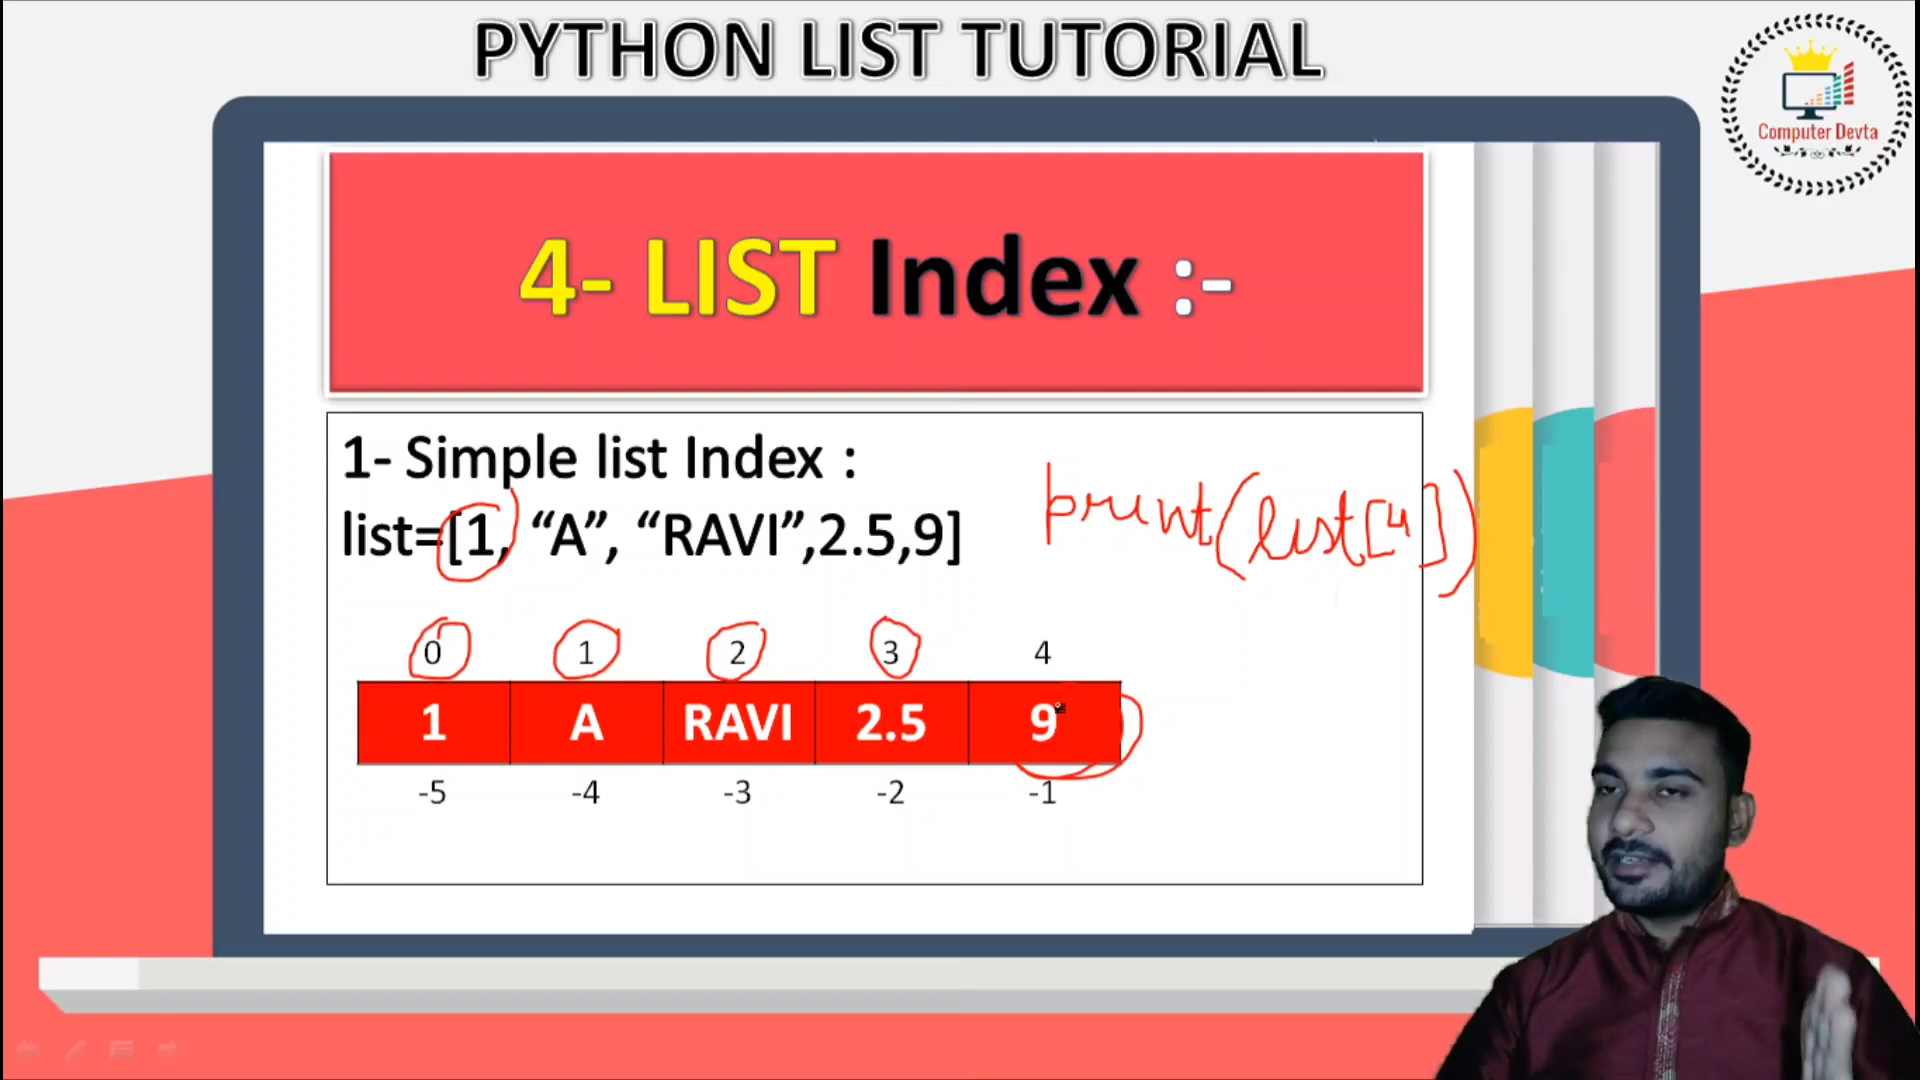 PYTHON LIST TUTORIAL
Computer Devta
4- LIST Index :-
1- Simple list Index :
list=[1, “A”, “RAVI”,2.5,9]
print(list[4])
0 1 2 3 4
1 A RAVI 2.5 9
-5 -4 -3 -2 -1